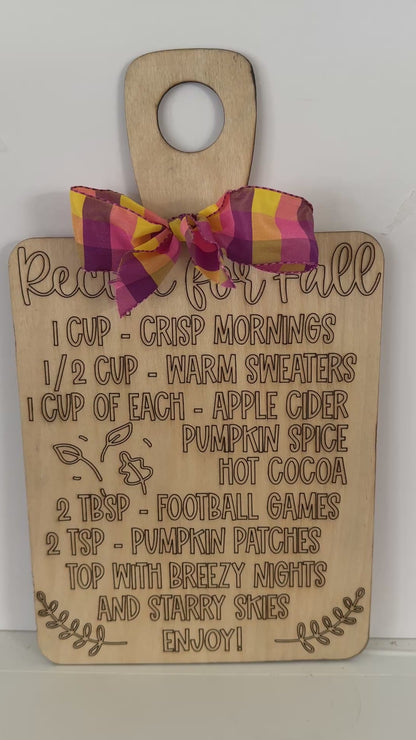 Recipe for Fall
1 CUP - CRISP MORNINGS
1/2 CUP - WARM SWEATERS
1 CUP OF EACH - APPLE CIDER
PUMPKIN SPICE
HOT COCOA
2 TBSP - FOOTBALL GAMES
2 TSP - PUMPKIN PATCHES
TOP WITH BREEZY NIGHTS
AND STARRY SKIES
ENJOY!